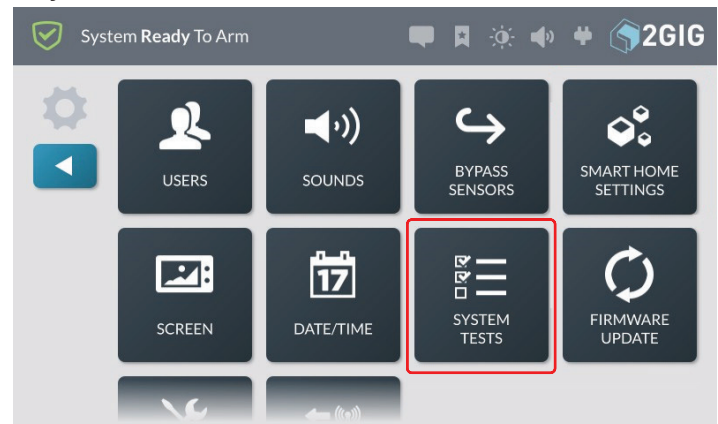 System Ready To Arm
2GIG
USERS
SOUNDS
BYPASS
SENSORS
SMART HOME
SETTINGS
SCREEN
17
DATE/TIME
SYSTEM
TESTS
FIRMWARE
UPDATE